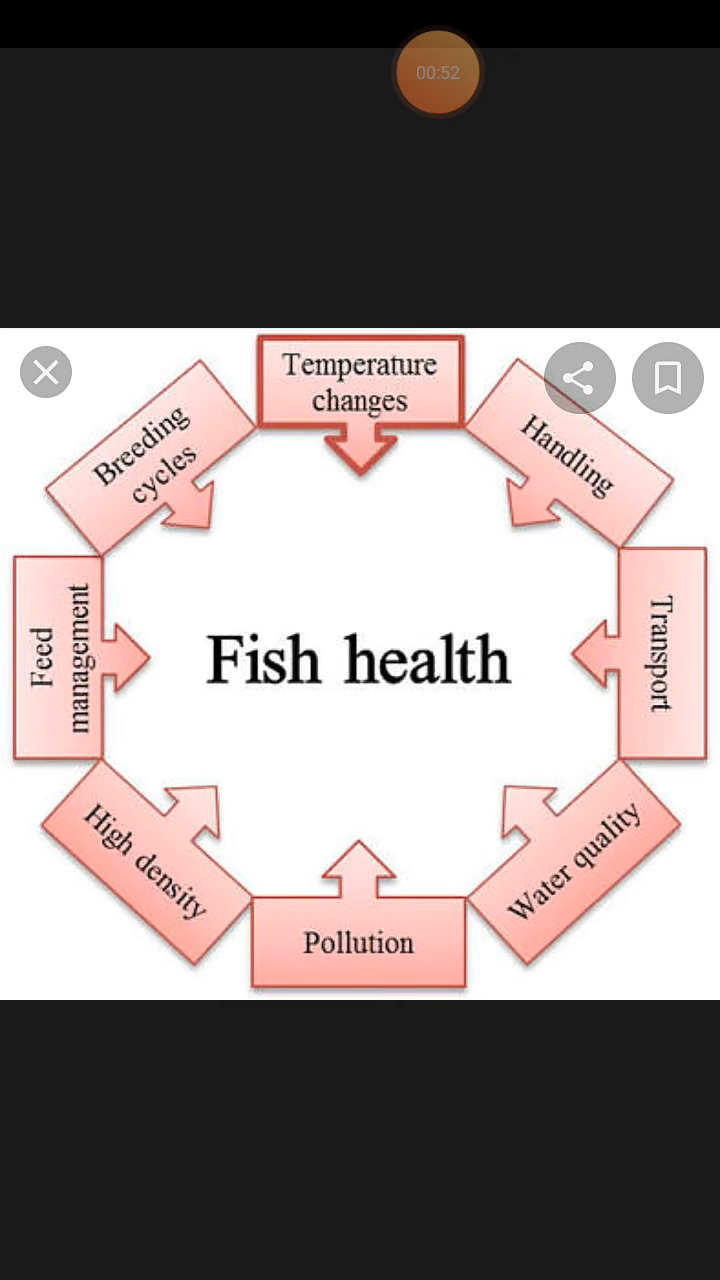 00:52
Temperature
changes
Handling
Transport
Water quality
Pollution
High density
Feed
management
Breeding
cycles
Fish health